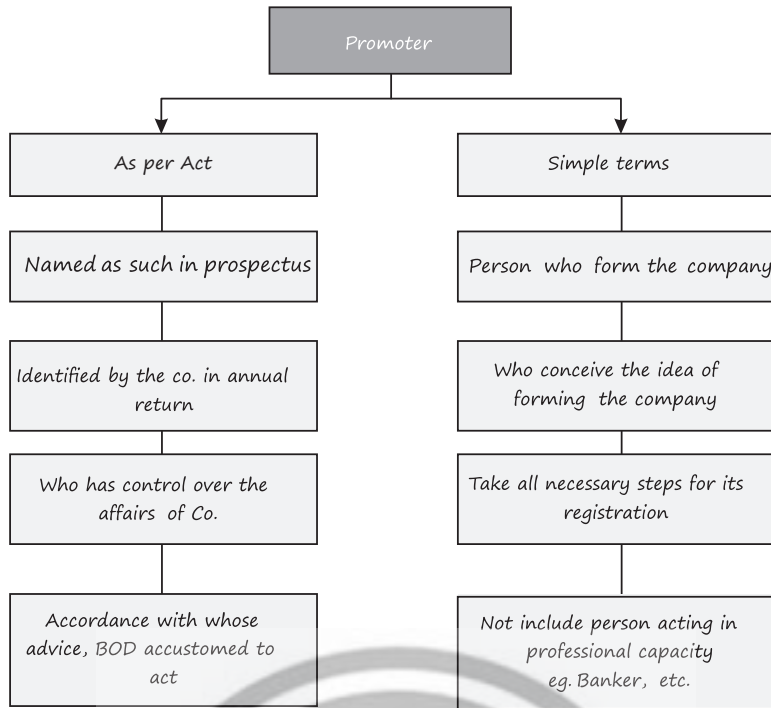 Promoter
As per Act
Named as such in prospectus
Identified by the co. in annual
return
Who has control over the
affairs of Co.
Accordance with whose
advice, BOD accustomed to
act
Simple terms
Person who form the company
Who conceive the idea of
forming the company
Take all necessary steps for its
registration
Not include person acting in
professional capacity
eg. Banker, etc.